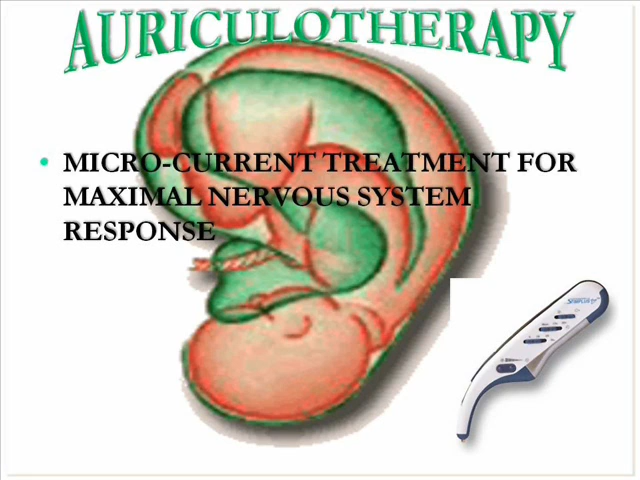 AURICULOTHERAPY
• MICRO-CURRENT TREATMENT FOR
MAXIMAL NERVOUS SYSTEM
RESPONSE